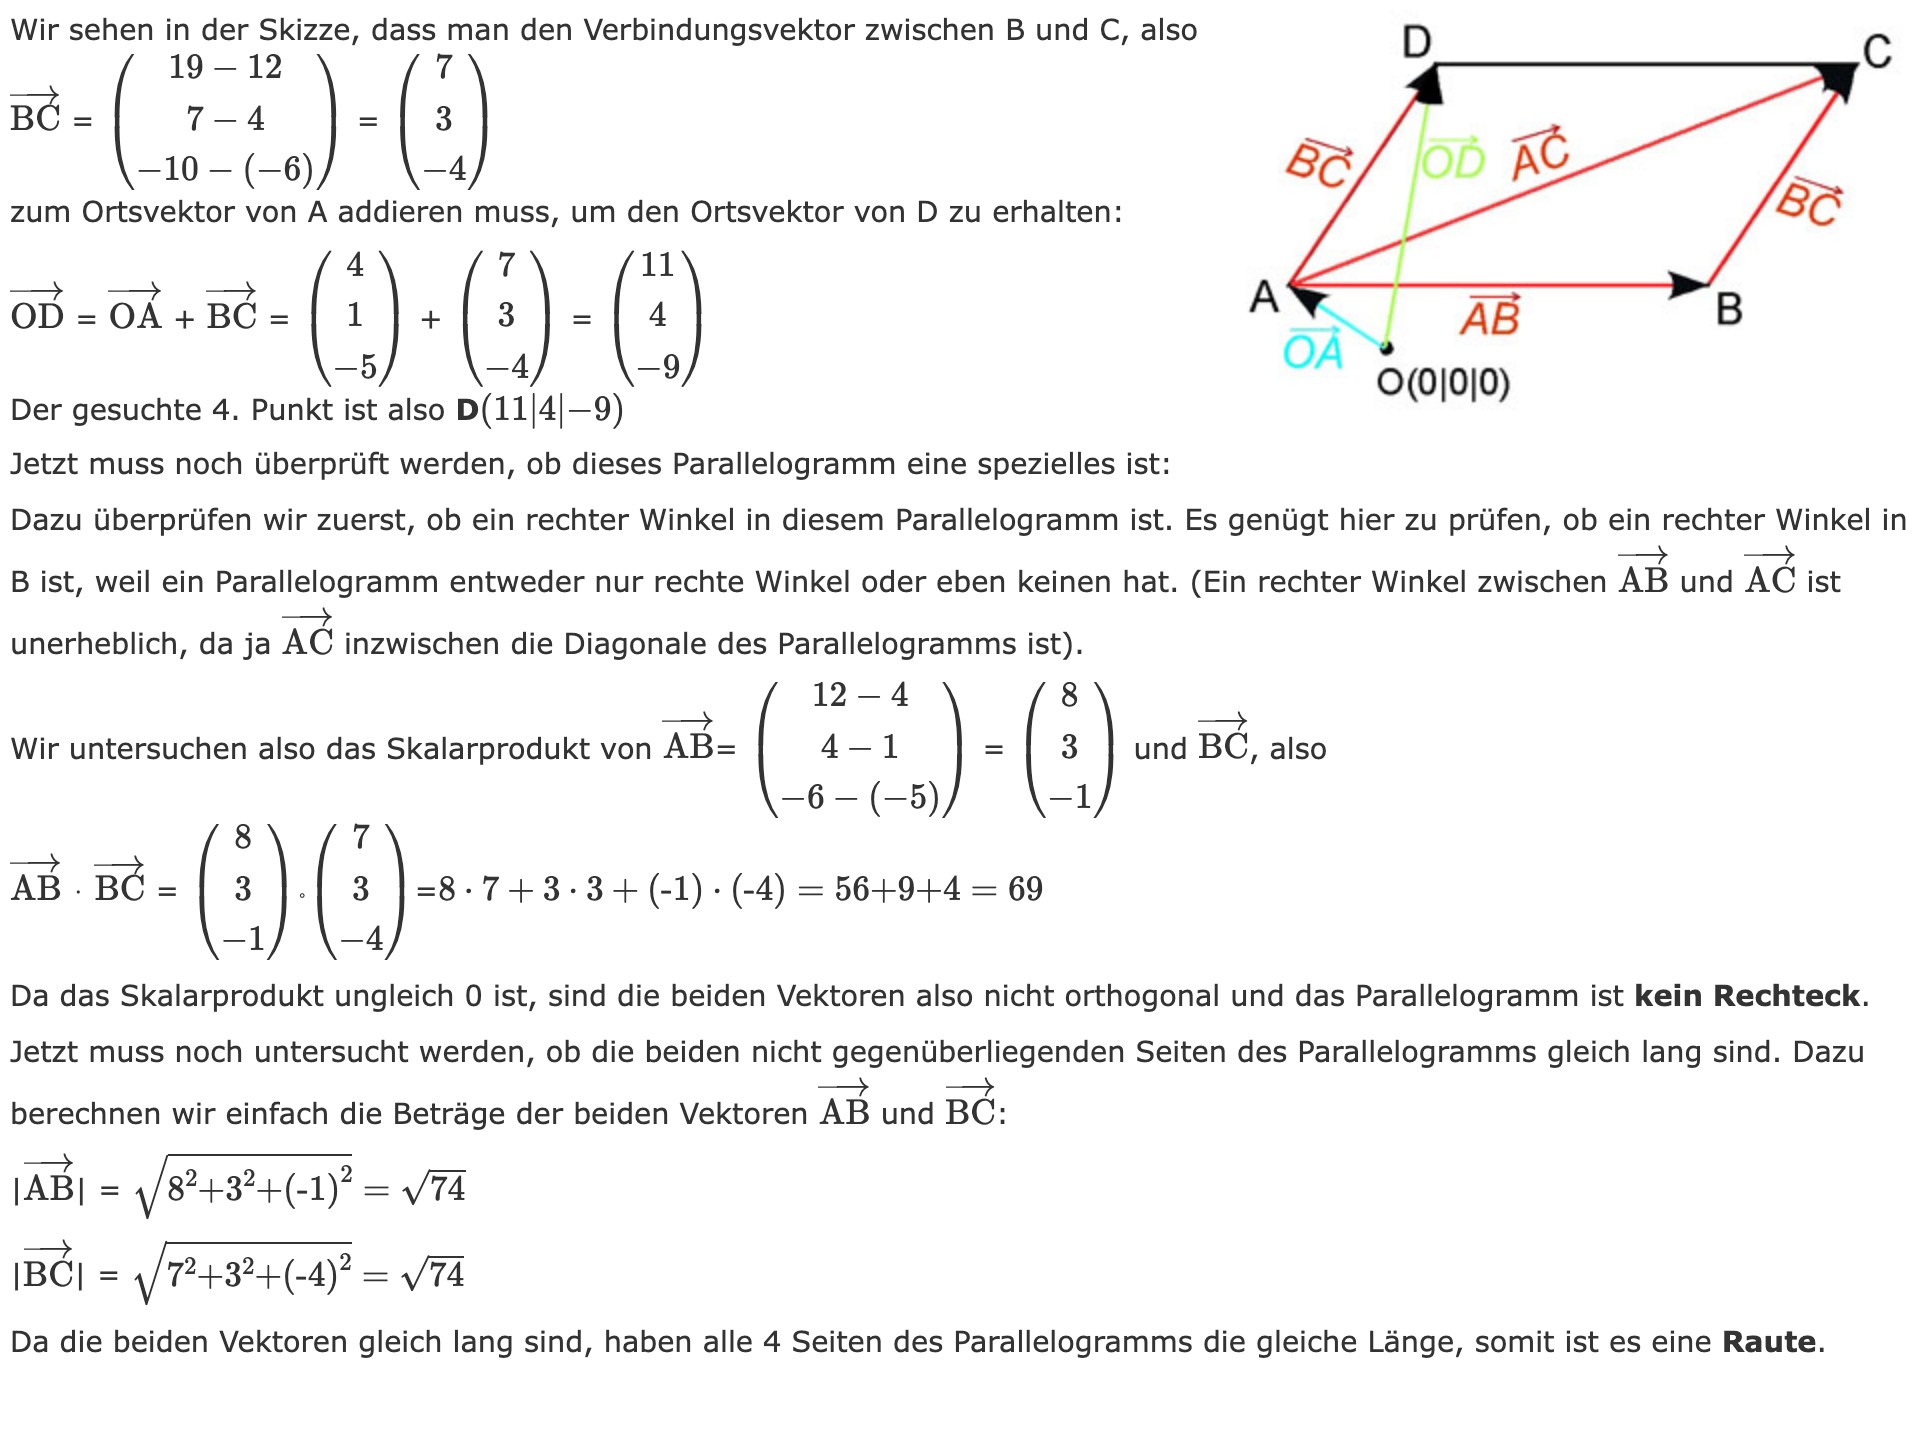 Wir sehen in der Skizze, dass man den Verbindungsvektor zwischen B und C, also
$\overrightarrow{BC} = \begin{pmatrix} 19-12 \\ 7-4 \\ -10-(-6) \end{pmatrix} = \begin{pmatrix} 7 \\ 3 \\ -4 \end{pmatrix}$
zum Ortsvektor von A addieren muss, um den Ortsvektor von D zu erhalten:
$\overrightarrow{OD} = \overrightarrow{OA} + \overrightarrow{BC} = \begin{pmatrix} 4 \\ 1 \\ -5 \end{pmatrix} + \begin{pmatrix} 7 \\ 3 \\ -4 \end{pmatrix} = \begin{pmatrix} 11 \\ 4 \\ -9 \end{pmatrix}$
Der gesuchte 4. Punkt ist also D(11|4|−9)
D
C
$\overrightarrow{BC}$
$\overrightarrow{OD}$
$\overrightarrow{AC}$
$\overrightarrow{BC}$
A
$\overrightarrow{AB}$
B
$\overrightarrow{OA}$
O(0|0|0)
Jetzt muss noch überprüft werden, ob dieses Parallelogramm eine spezielles ist:
Dazu überprüfen wir zuerst, ob ein rechter Winkel in diesem Parallelogramm ist. Es genügt hier zu prüfen, ob ein rechter Winkel in
B ist, weil ein Parallelogramm entweder nur rechte Winkel oder eben keinen hat. (Ein rechter Winkel zwischen $\overrightarrow{AB}$ und $\overrightarrow{AC}$ ist
unerheblich, da ja $\overrightarrow{AC}$ inzwischen die Diagonale des Parallelogramms ist).
Wir untersuchen also das Skalarprodukt von $\overrightarrow{AB} = \begin{pmatrix} 12-4 \\ 4-1 \\ -6-(-5) \end{pmatrix} = \begin{pmatrix} 8 \\ 3 \\ -1 \end{pmatrix}$ und $\overrightarrow{BC}$, also
$\overrightarrow{AB} \cdot \overrightarrow{BC} = \begin{pmatrix} 8 \\ 3 \\ -1 \end{pmatrix} \circ \begin{pmatrix} 7 \\ 3 \\ -4 \end{pmatrix} = 8 \cdot 7 + 3 \cdot 3 + (-1) \cdot (-4) = 56+9+4 = 69$
Da das Skalarprodukt ungleich 0 ist, sind die beiden Vektoren also nicht orthogonal und das Parallelogramm ist kein Rechteck.
Jetzt muss noch untersucht werden, ob die beiden nicht gegenüberliegenden Seiten des Parallelogramms gleich lang sind. Dazu
berechnen wir einfach die Beträge der beiden Vektoren $\overrightarrow{AB}$ und $\overrightarrow{BC}$:
$|\overrightarrow{AB}| = \sqrt{8^2+3^2+(-1)^2} = \sqrt{74}$
$|\overrightarrow{BC}| = \sqrt{7^2+3^2+(-4)^2} = \sqrt{74}$
Da die beiden Vektoren gleich lang sind, haben alle 4 Seiten des Parallelogramms die gleiche Länge, somit ist es eine Raute.